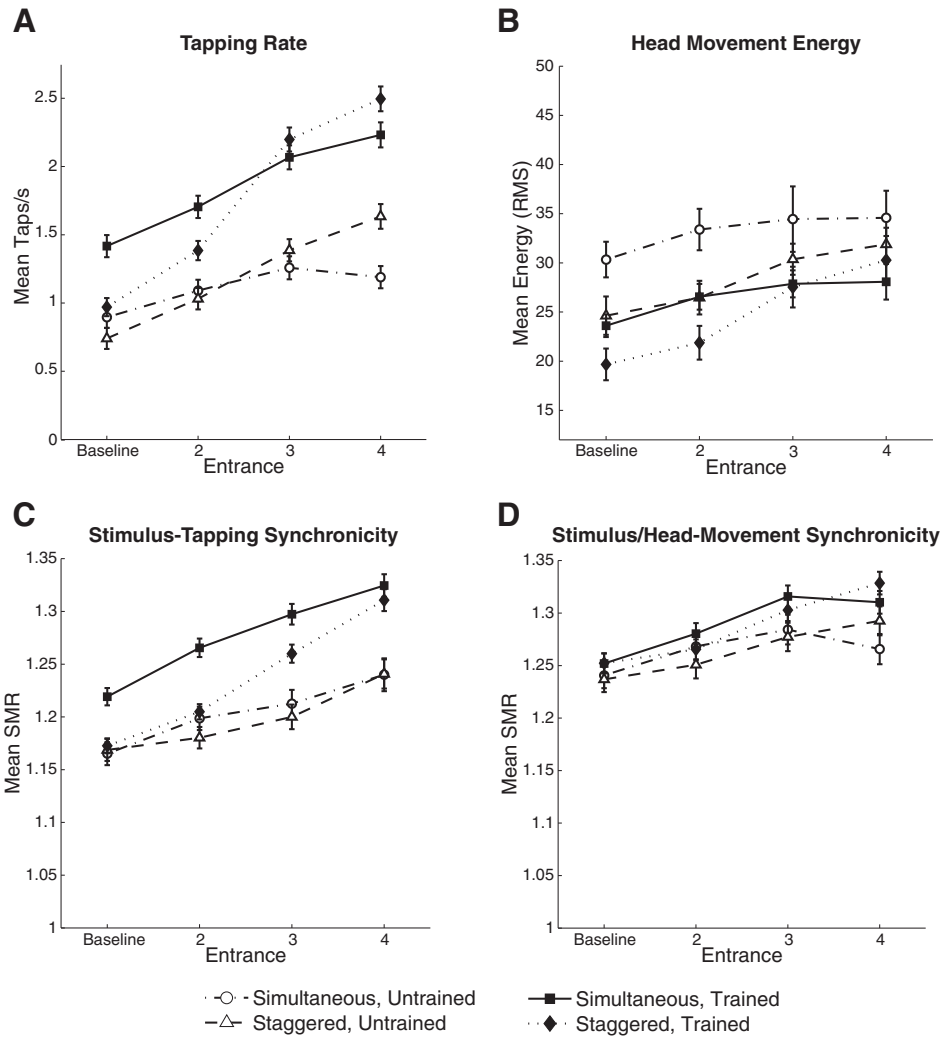 A
Tapping Rate
Mean Taps/s
2.5
2
1.5
1
0.5
0
Baseline 2 3 4
Entrance
B
Head Movement Energy
Mean Energy (RMS)
50
45
40
35
30
25
20
15
Baseline 2 3 4
Entrance
C
Stimulus-Tapping Synchronicity
Mean SMR
1.35
1.3
1.25
1.2
1.15
1.1
1.05
1
Baseline 2 3 4
Entrance
D
Stimulus/Head-Movement Synchronicity
Mean SMR
1.35
1.3
1.25
1.2
1.15
1.1
1.05
1
Baseline 2 3 4
Entrance
Simultaneous, Untrained
Staggered, Untrained
Simultaneous, Trained
Staggered, Trained